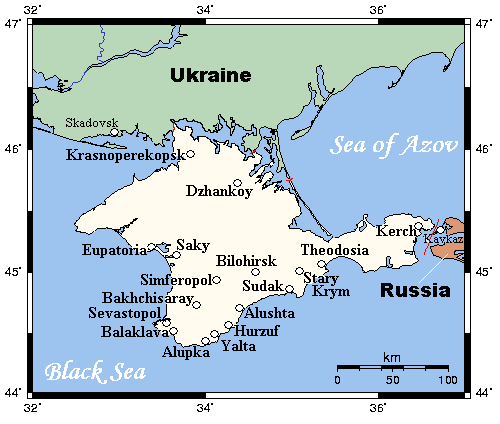 32˚ 34˚ 36˚
47˚ 47˚
Ukraine
Skadovsk
46˚ 46˚
Sea of Azov
Krasnoperekopsk
Dzhankoy
Kerch
Kavkaz
Eupatoria Saky Theodosia
Bilohirsk
45˚ 45˚
Simferopol Stary
Krym
Sudak Russia
Bakhchisaray
Sevastopol Alushta
Balaklava Hurzuf
Yalta
Alupka
km
Black Sea
0 50 100
44˚ 44˚
32˚ 34˚ 36˚